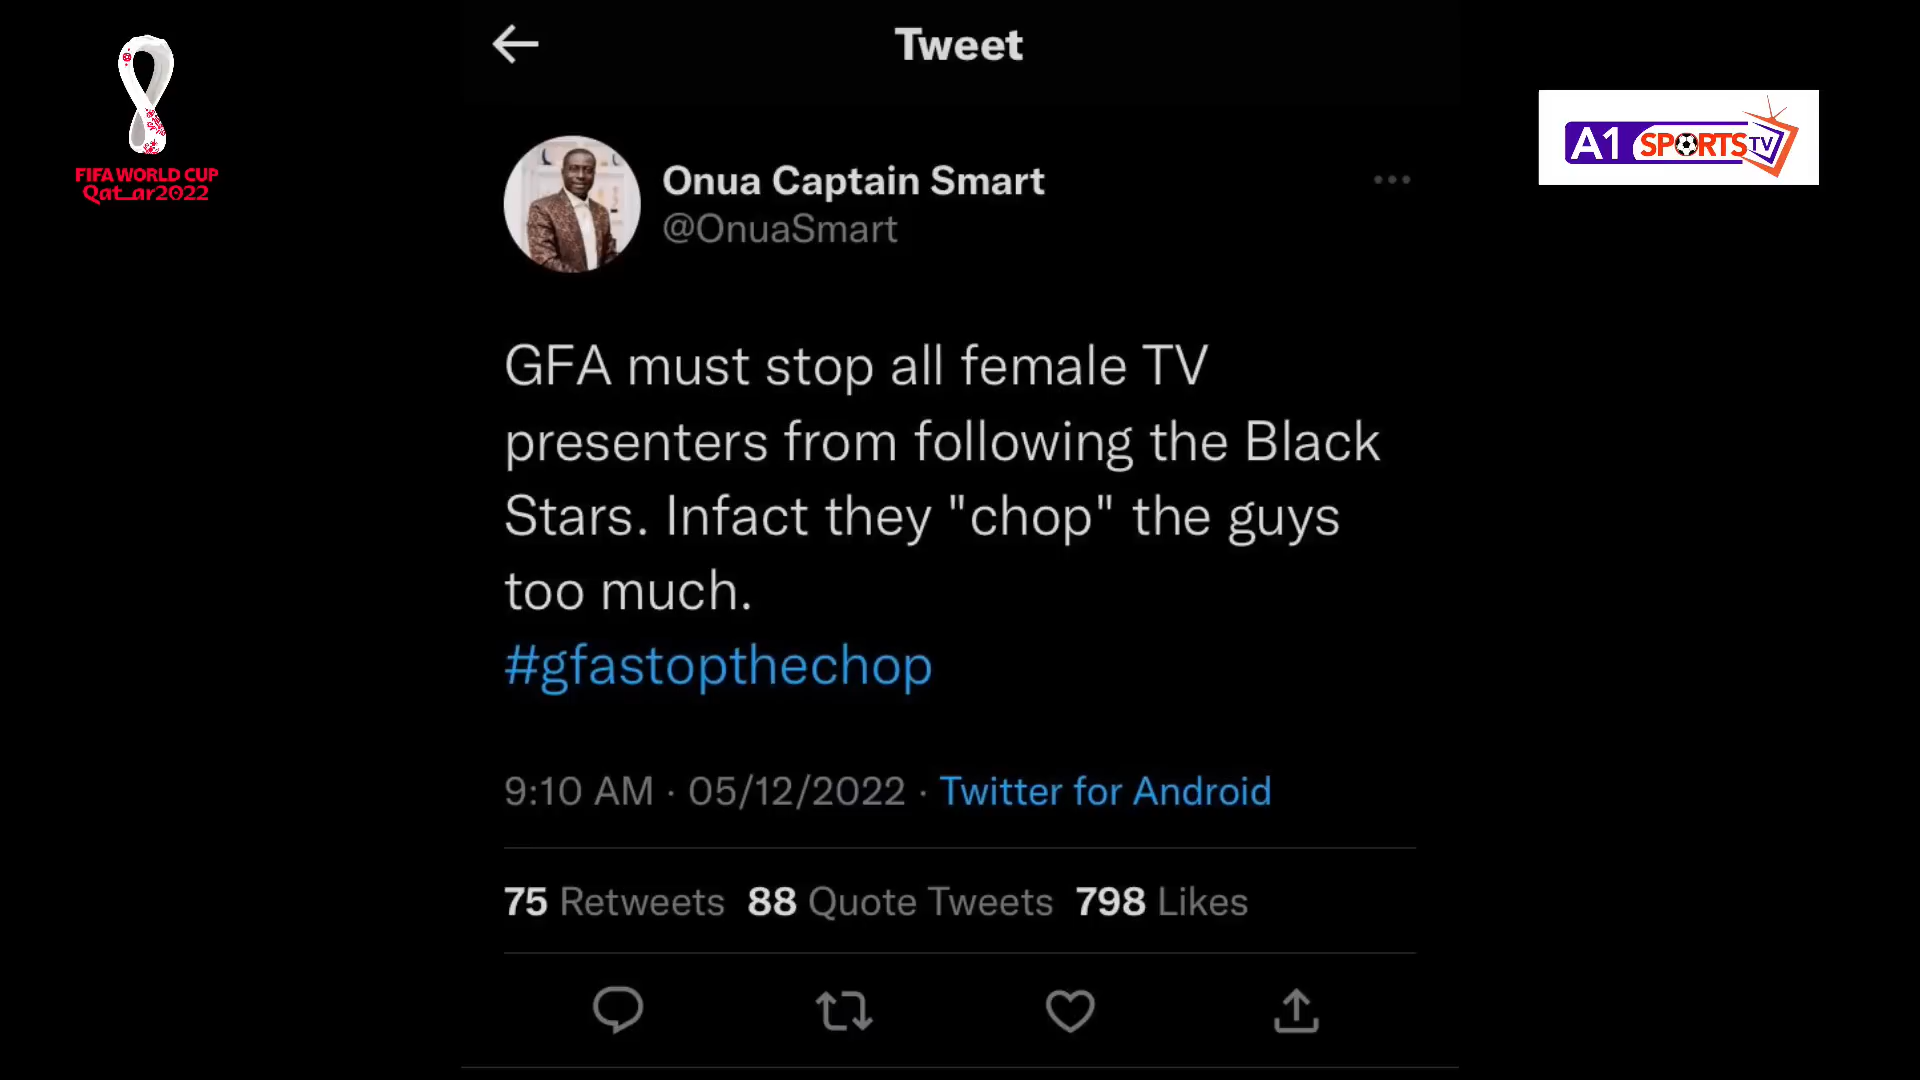 Tweet
FIFA WORLD CUP
Qatar2022
A1 SPORTS TV
Onua Captain Smart
@OnuaSmart
GFA must stop all female TV
presenters from following the Black
Stars. Infact they "chop" the guys
too much.
#gfastopthechop
9:10 AM · 05/12/2022 · Twitter for Android
75 Retweets 88 Quote Tweets 798 Likes